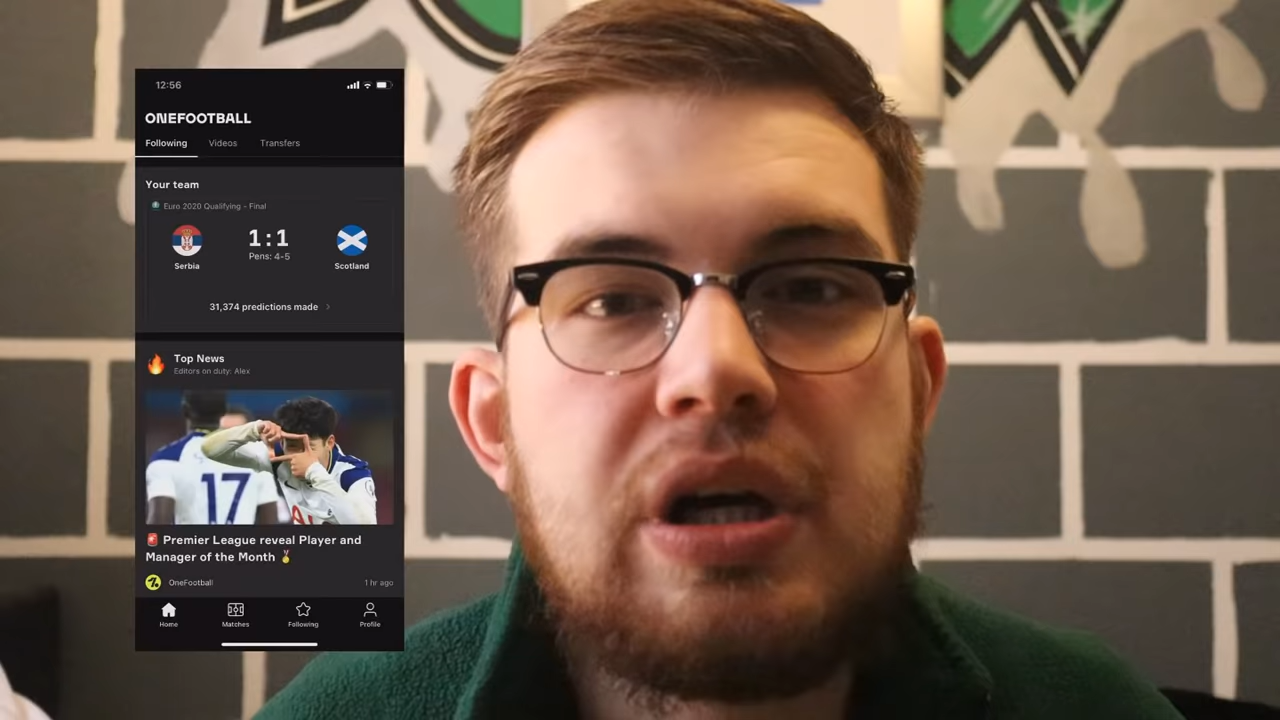 12:56
ONEFOOTBALL
Following Videos Transfers
Your team
Euro 2020 Qualifying - Final
1:1
Pens: 4-5
Serbia Scotland
31,374 predictions made
Top News
Editors on duty: Alex
17
🚨 Premier League reveal Player and
Manager of the Month 🏅
OneFootball 1 hr ago
Home Matches Following Profile